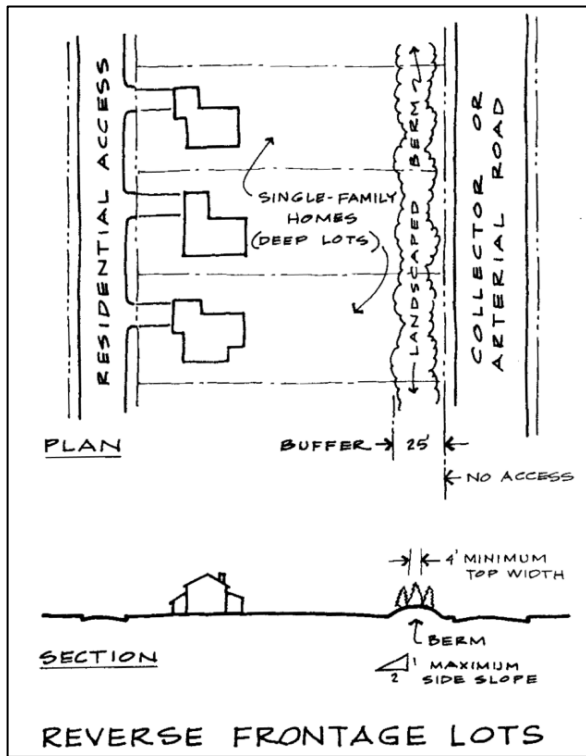 RESIDENTIAL ACCESS
SINGLE-FAMILY
HOMES
(DEEP LOTS)
LANDSCAPED BERM
COLLECTOR OR
ARTERIAL ROAD
PLAN
BUFFER 25'
NO ACCESS
4' MINIMUM
TOP WIDTH
BERM
1
2
MAXIMUM
SIDE SLOPE
SECTION
REVERSE FRONTAGE LOTS